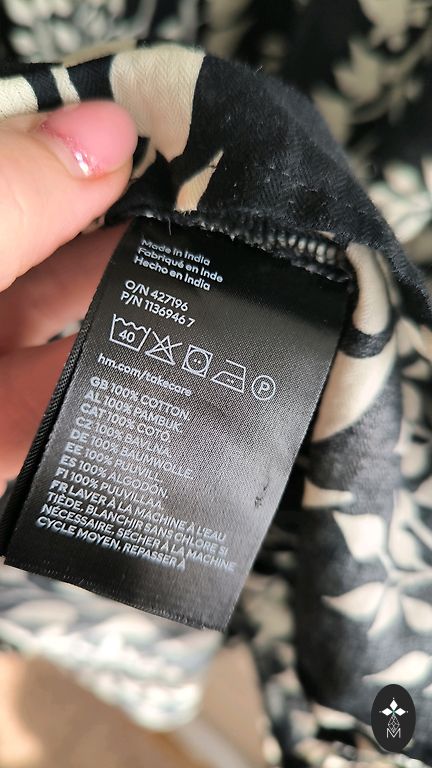 Made in India
Fabriqué en Inde
Hecho en India
O/N 427196
P/N 1136946 7
40 P
hm.com/takecare
GB 100% COTTON
AL 100% PAMBUK.
CAT 100% COTÓ.
CZ 100% BAVLNA
DE 100% BAUMWOLLE.
EE 100% PUUVILL.
ES 100% ALGODÓN.
FI 100% PUUVILLAA.
FR LAVER À LA MACHINE À L'EAU
TIÈDE. BLANCHIR SANS CHLORE SI
NÉCESSAIRE. SÉCHER À LA MACHINE
CYCLE MOYEN. REPASSER À
M